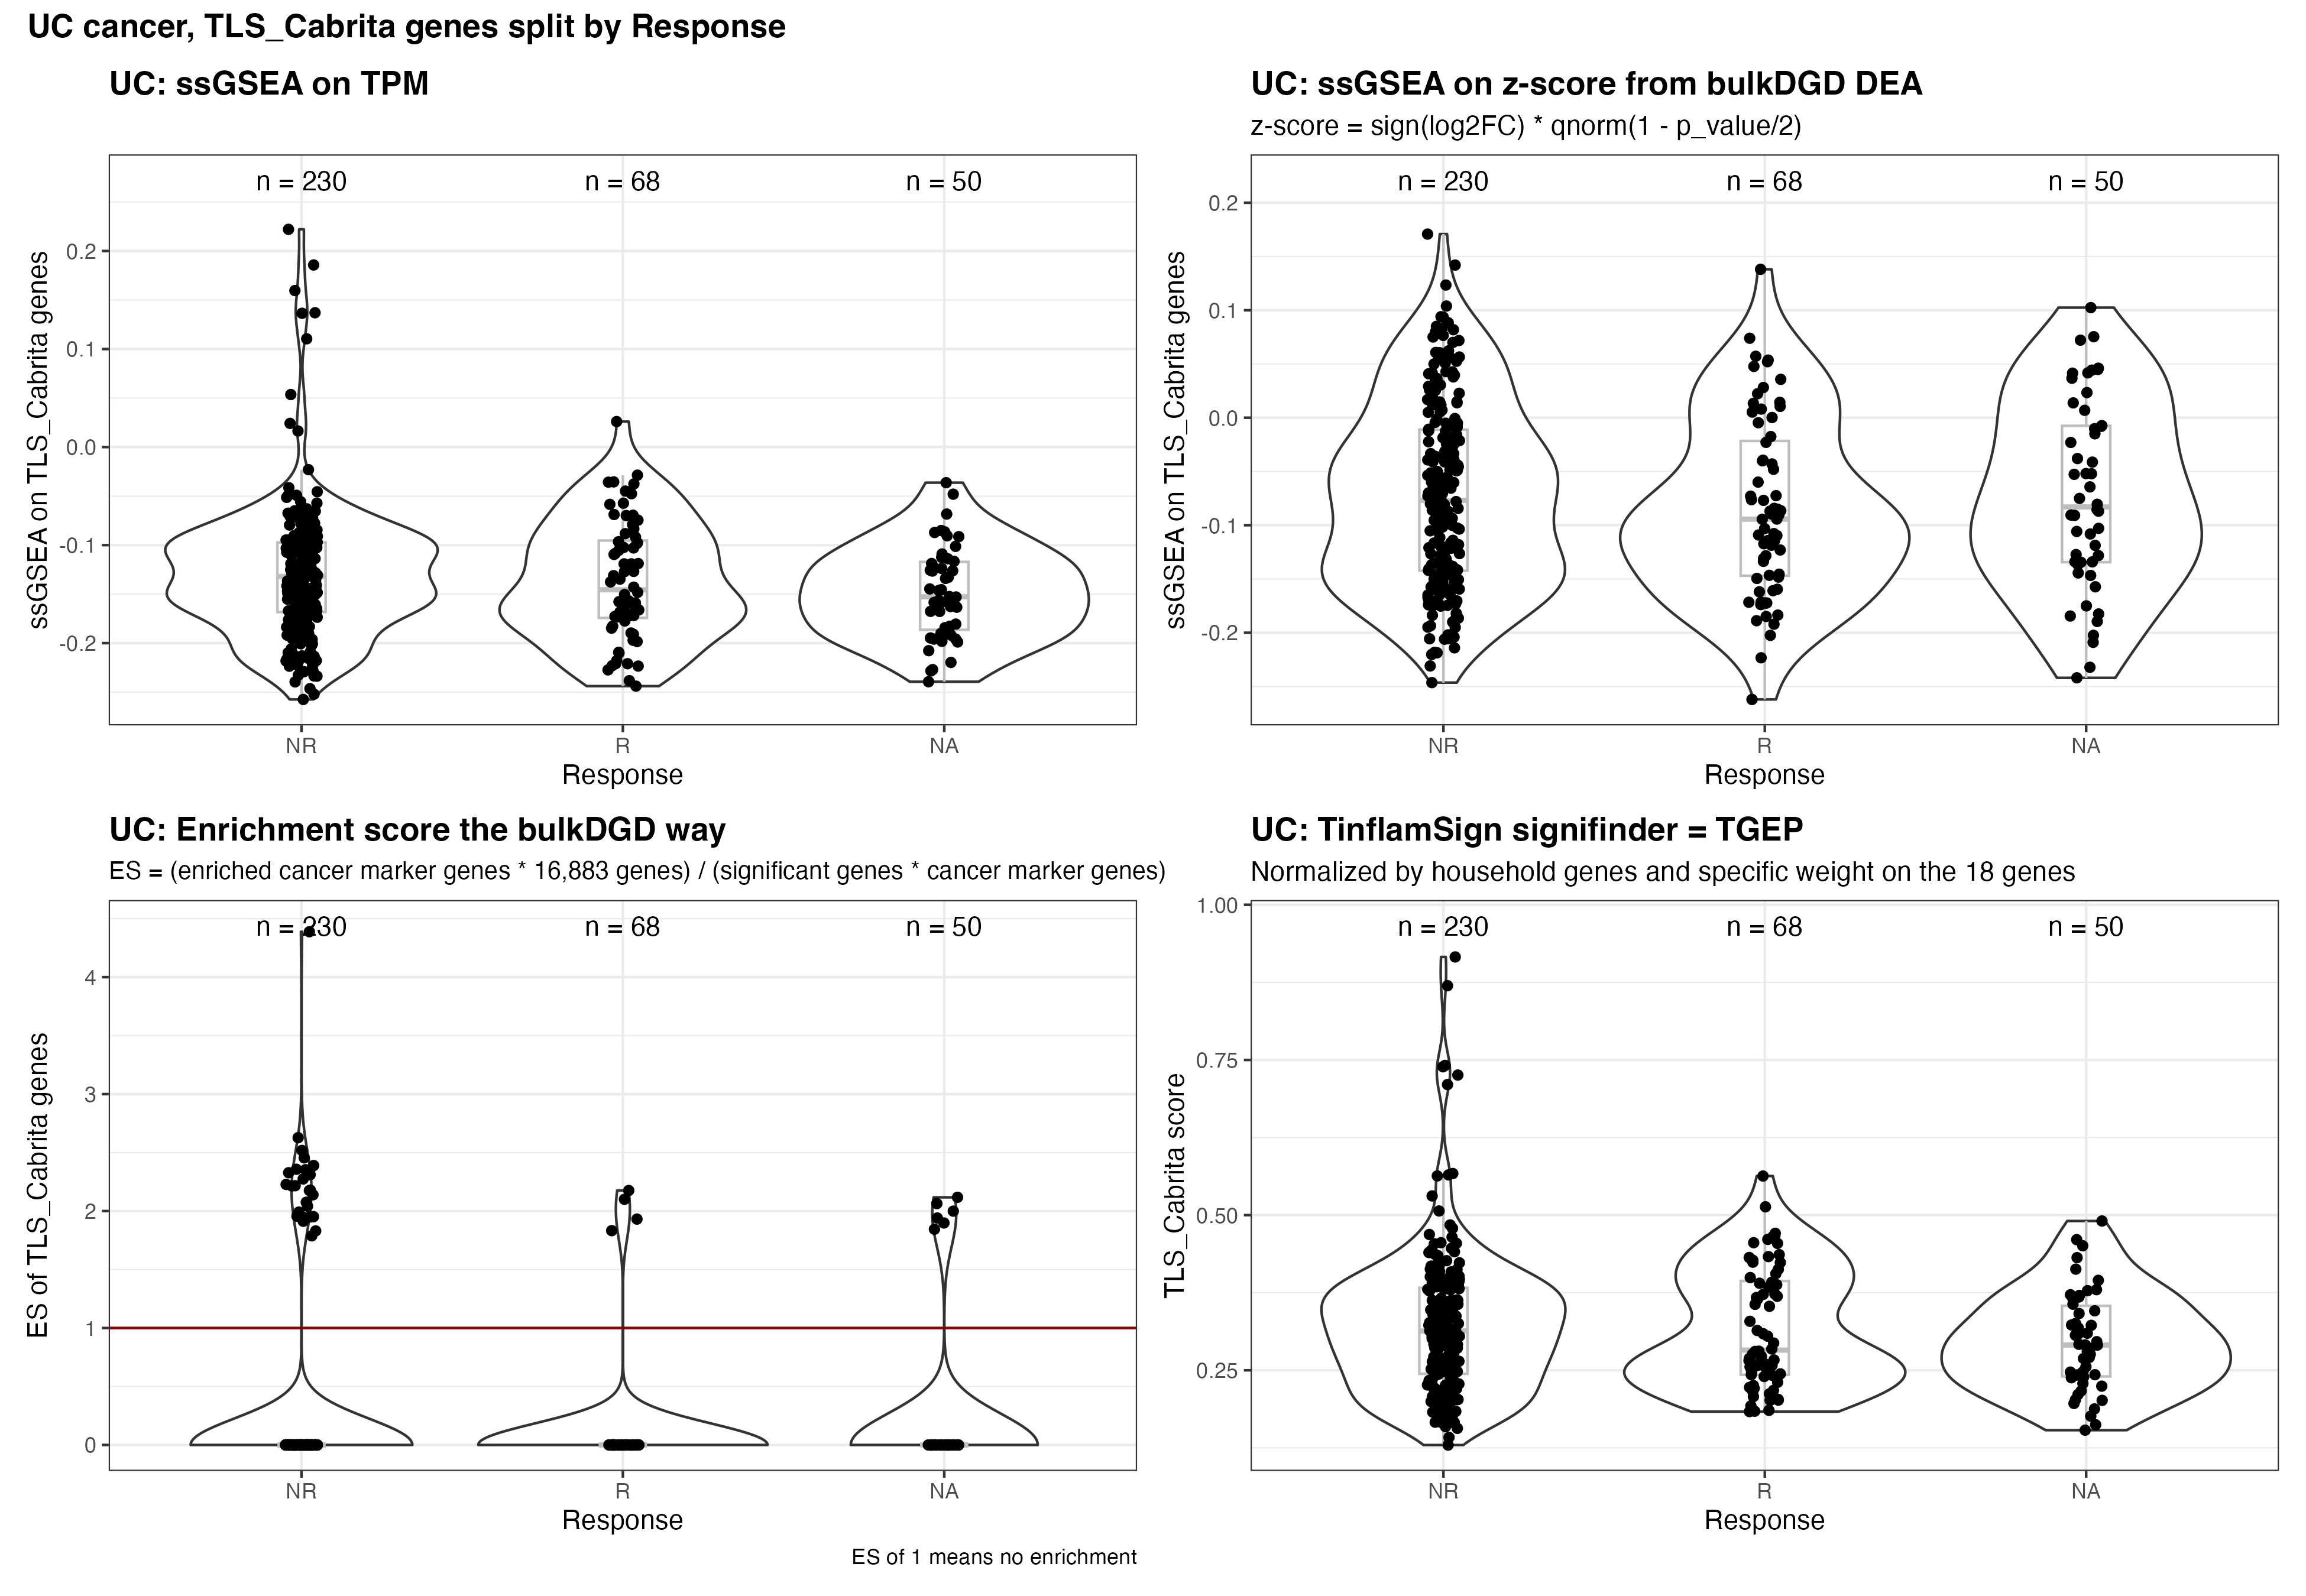 UC cancer, TLS_Cabrita genes split by Response
UC: ssGSEA on TPM
n = 230
n = 68
n = 50
0.2
0.1
0.0
-0.1
-0.2
ssGSEA on TLS_Cabrita genes
NR
R
NA
Response
UC: ssGSEA on z-score from bulkDGD DEA
z-score = sign(log2FC) * qnorm(1 - p_value/2)
n = 230
n = 68
n = 50
0.2
0.1
0.0
-0.1
-0.2
ssGSEA on TLS_Cabrita genes
NR
R
NA
Response
UC: Enrichment score the bulkDGD way
ES = (enriched cancer marker genes * 16,883 genes) / (significant genes * cancer marker genes)
n = 230
n = 68
n = 50
4
3
2
1
0
ES of TLS_Cabrita genes
NR
R
NA
Response
ES of 1 means no enrichment
UC: TinflamSign signifinder = TGEP
Normalized by household genes and specific weight on the 18 genes
n = 230
n = 68
n = 50
1.00
0.75
0.50
0.25
TLS_Cabrita score
NR
R
NA
Response